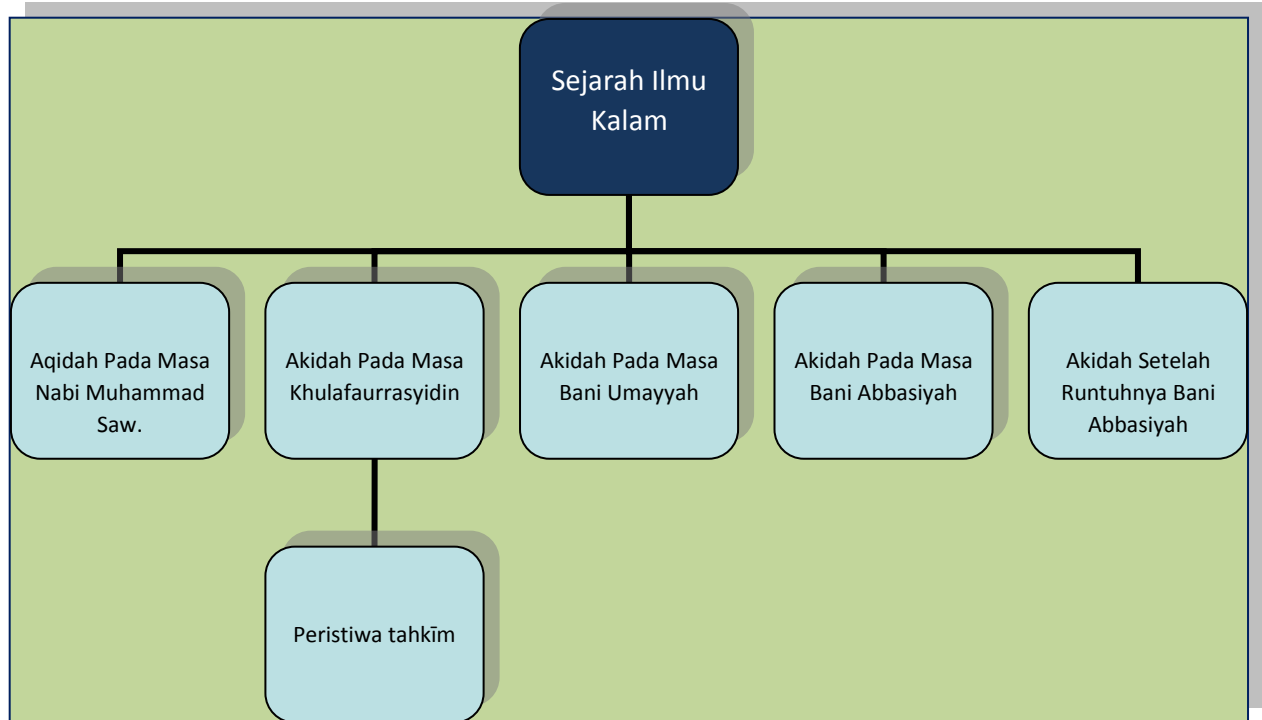 Sejarah Ilmu
Kalam
Aqidah Pada Masa
Nabi Muhammad
Saw.
Akidah Pada Masa
Khulafaurrasyidin
Akidah Pada Masa
Bani Umayyah
Akidah Pada Masa
Bani Abbasiyah
Akidah Setelah
Runtuhnya Bani
Abbasiyah
Peristiwa tahkīm